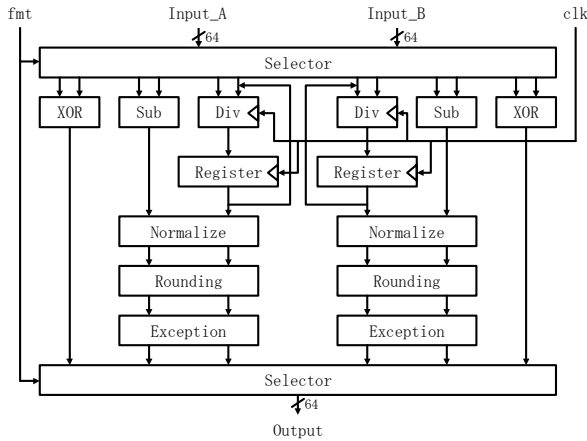 fmt Input_A Input_B clk
64 64
Selector
XOR Sub Div Div Sub XOR
Register Register
Normalize Normalize
Rounding Rounding
Exception Exception
Selector
64
Output